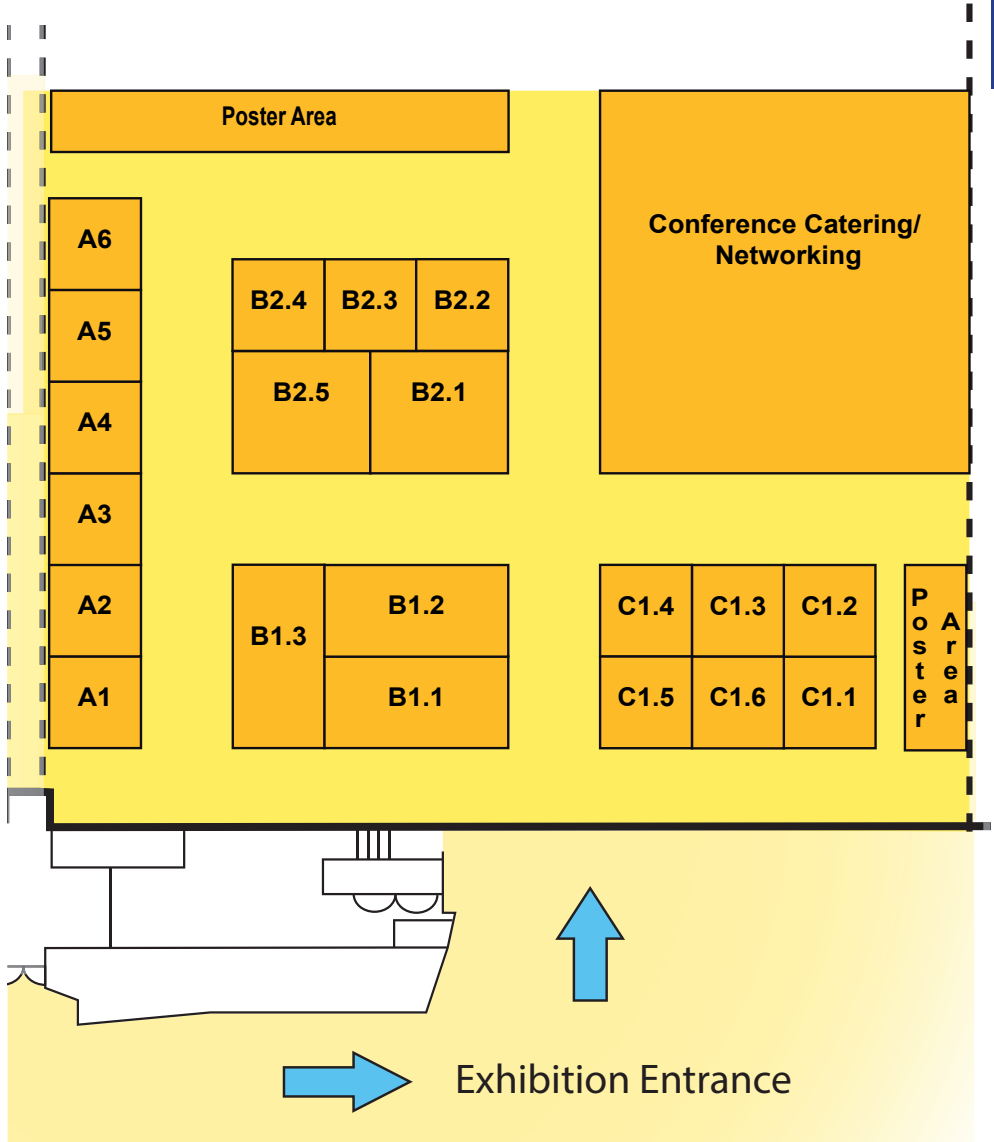 Poster Area
Conference Catering/
Networking
A6
B2.4 B2.3 B2.2
A5
B2.5 B2.1
A4
A3
A2
B1.3
B1.2
C1.4 C1.3 C1.2
Poster
Area
A1
B1.1
C1.5 C1.6 C1.1
Exhibition Entrance